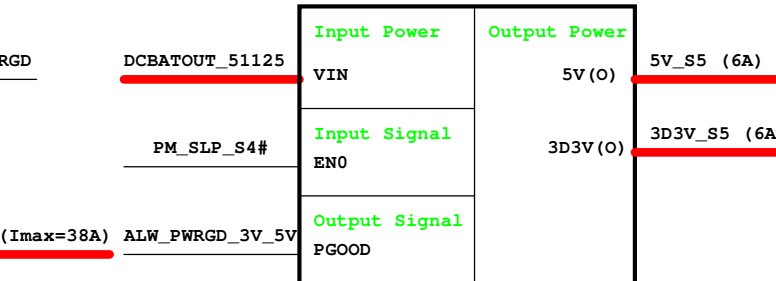 Input Power Output Power
RGD DCBATOUT_51125 5V_S5 (6A)
VIN 5V(O)
Input Signal 3D3V_S5 (6A
PM_SLP_S4# 3D3V(O)
EN0
Output Signal
(Imax=38A) ALW_PWRGD_3V_5V
PGOOD